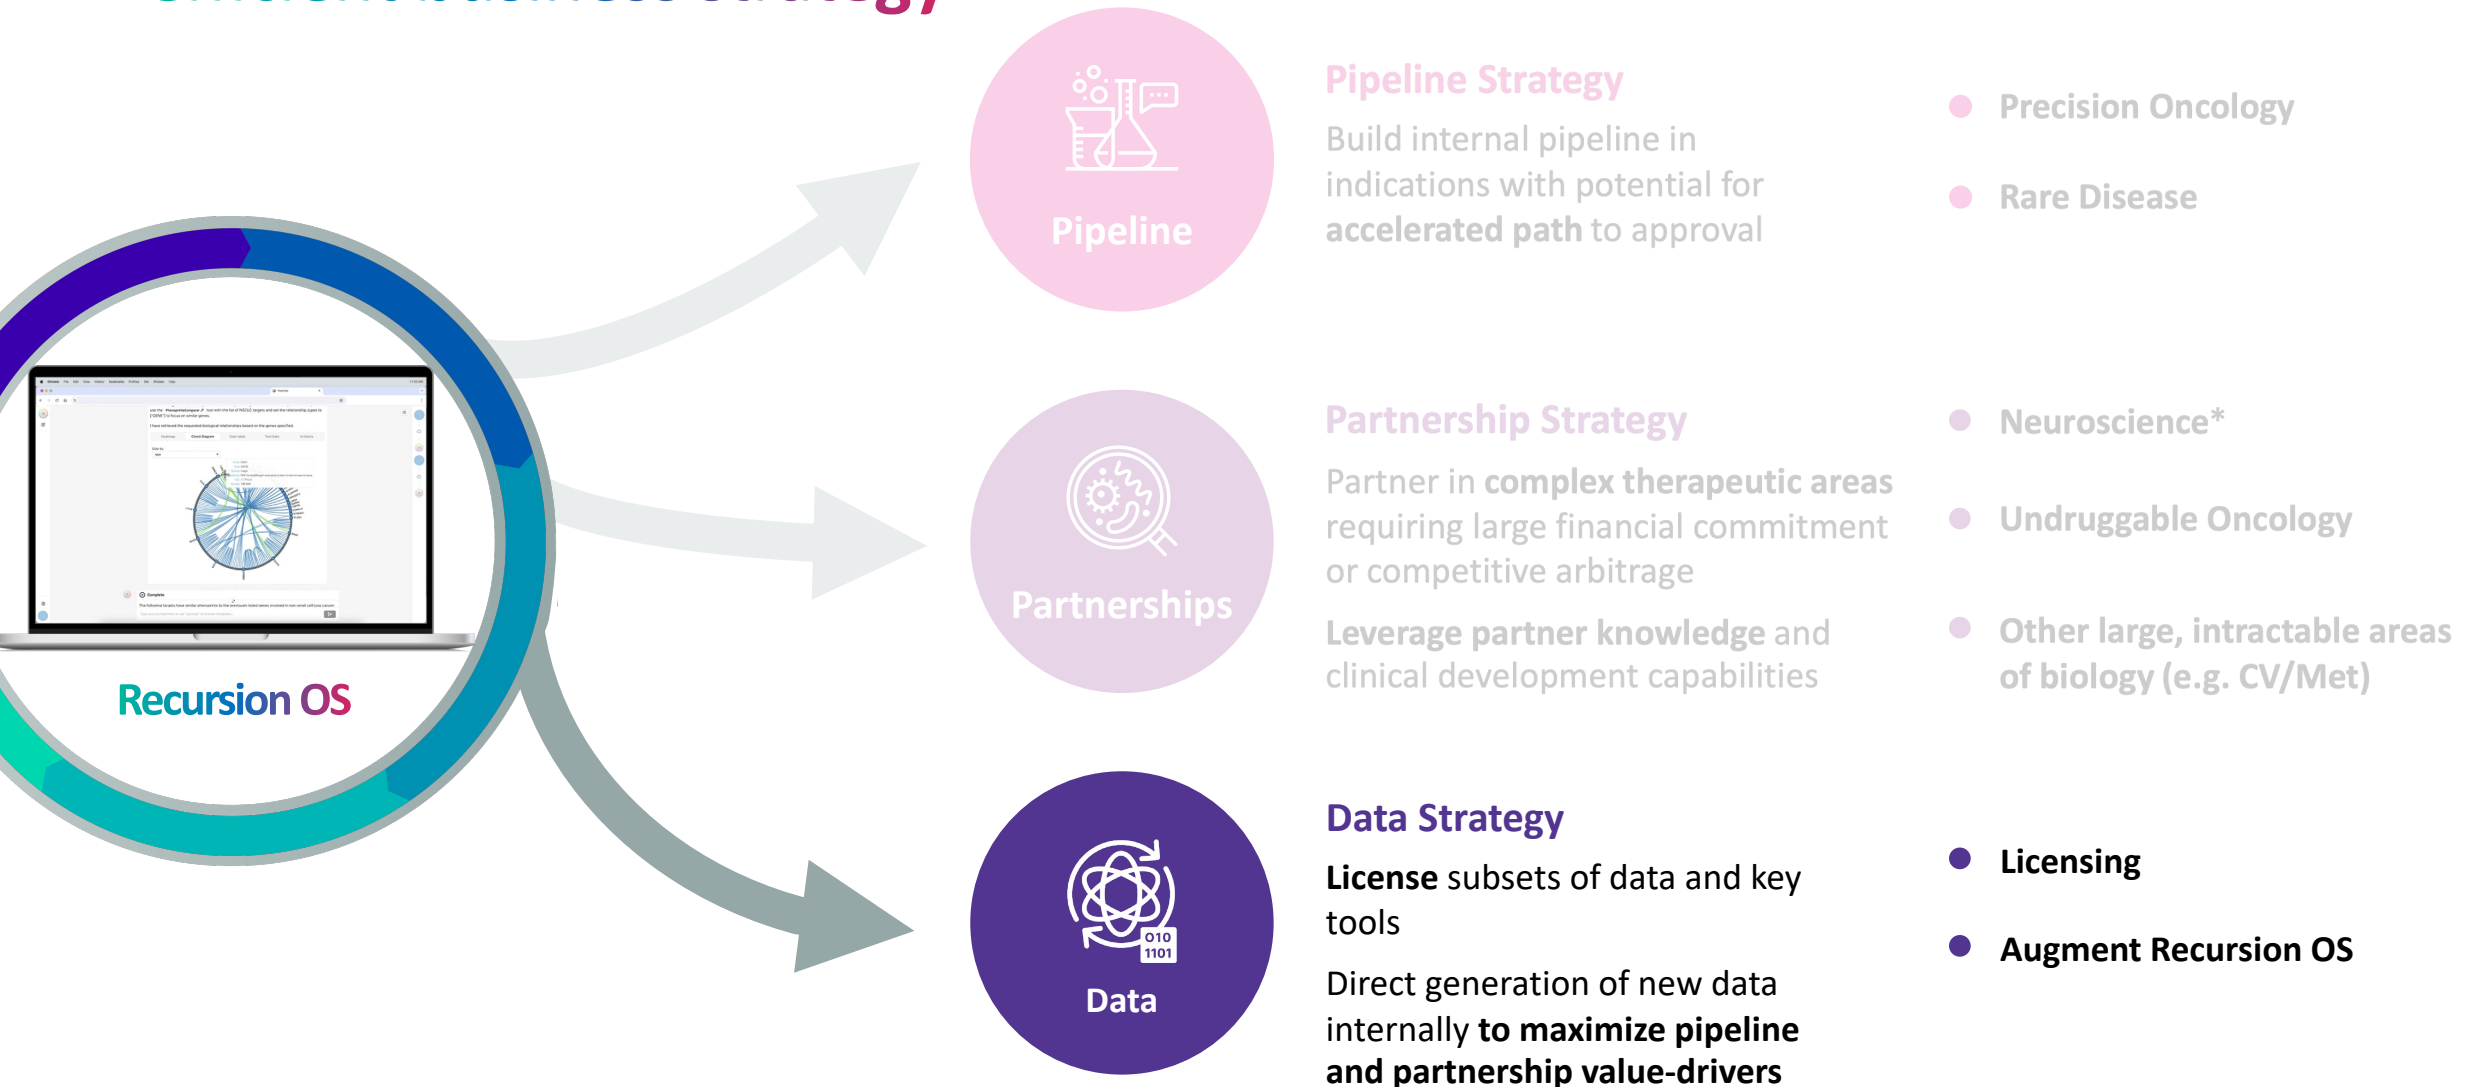 efficient business strategy
Pipeline
Pipeline Strategy
Build internal pipeline in
indications with potential for
accelerated path to approval
Precision Oncology
Rare Disease
Recursion OS
Partnerships
Partnership Strategy
Partner in complex therapeutic areas
requiring large financial commitment
or competitive arbitrage
Leverage partner knowledge and
clinical development capabilities
Neuroscience*
Undruggable Oncology
Other large, intractable areas
of biology (e.g. CV/Met)
010
1101
Data
Data Strategy
License subsets of data and key
tools
Direct generation of new data
internally to maximize pipeline
and partnership value-drivers
Licensing
Augment Recursion OS